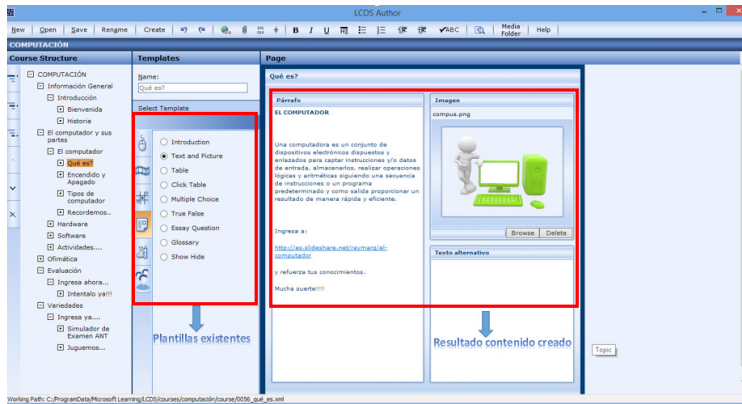 LCDS Author
New Open Save Rename Create B I U ABC Media Folder Help
COMPUTACIÓN
Course Structure
COMPUTACIÓN
Información General
Introducción
Bienvenida
Historia
El computador y sus
partes
El computador
Qué es?
Encendido y
Apagado
Tipos de
computador
Recordemos..
Hardware
Software
Actividades....
Ofimática
Evaluación
Ingresa ahora...
Intentalo ya!!!
Variedades
Ingresa ya....
Simulador de
Examen ANT
Juguemos...
Templates
Name:
Qué es?
Select Template
Introduction
Text and Picture
Table
Click Table
Multiple Choice
True False
Essay Question
Glossary
Show Hide
Plantillas existentes
Page
Qué es?
Párrafo
EL COMPUTADOR
Una computadora es un conjunto de
dispositivos electrónicos dispuestos y
enlazados para captar instrucciones y/o datos
de entrada, almacenarlos, realizar operaciones
lógicas y aritméticas siguiendo una secuencia
de instrucciones o un programa
predeterminado y como salida proporcionar un
resultado de manera rápida y eficiente.
Ingresa a:
http://es.slideshare.net/raymarq/el-
computador
y refuerza tus conocimientos.
Mucha suerte!!!!
Imagen
compus.png
Browse Delete
Texto alternativo
Resultado contenido creado
Topic
Working Path: C:/ProgramData/Microsoft Learning/LCDS/courses/computación/course/0056_qué_es.xml